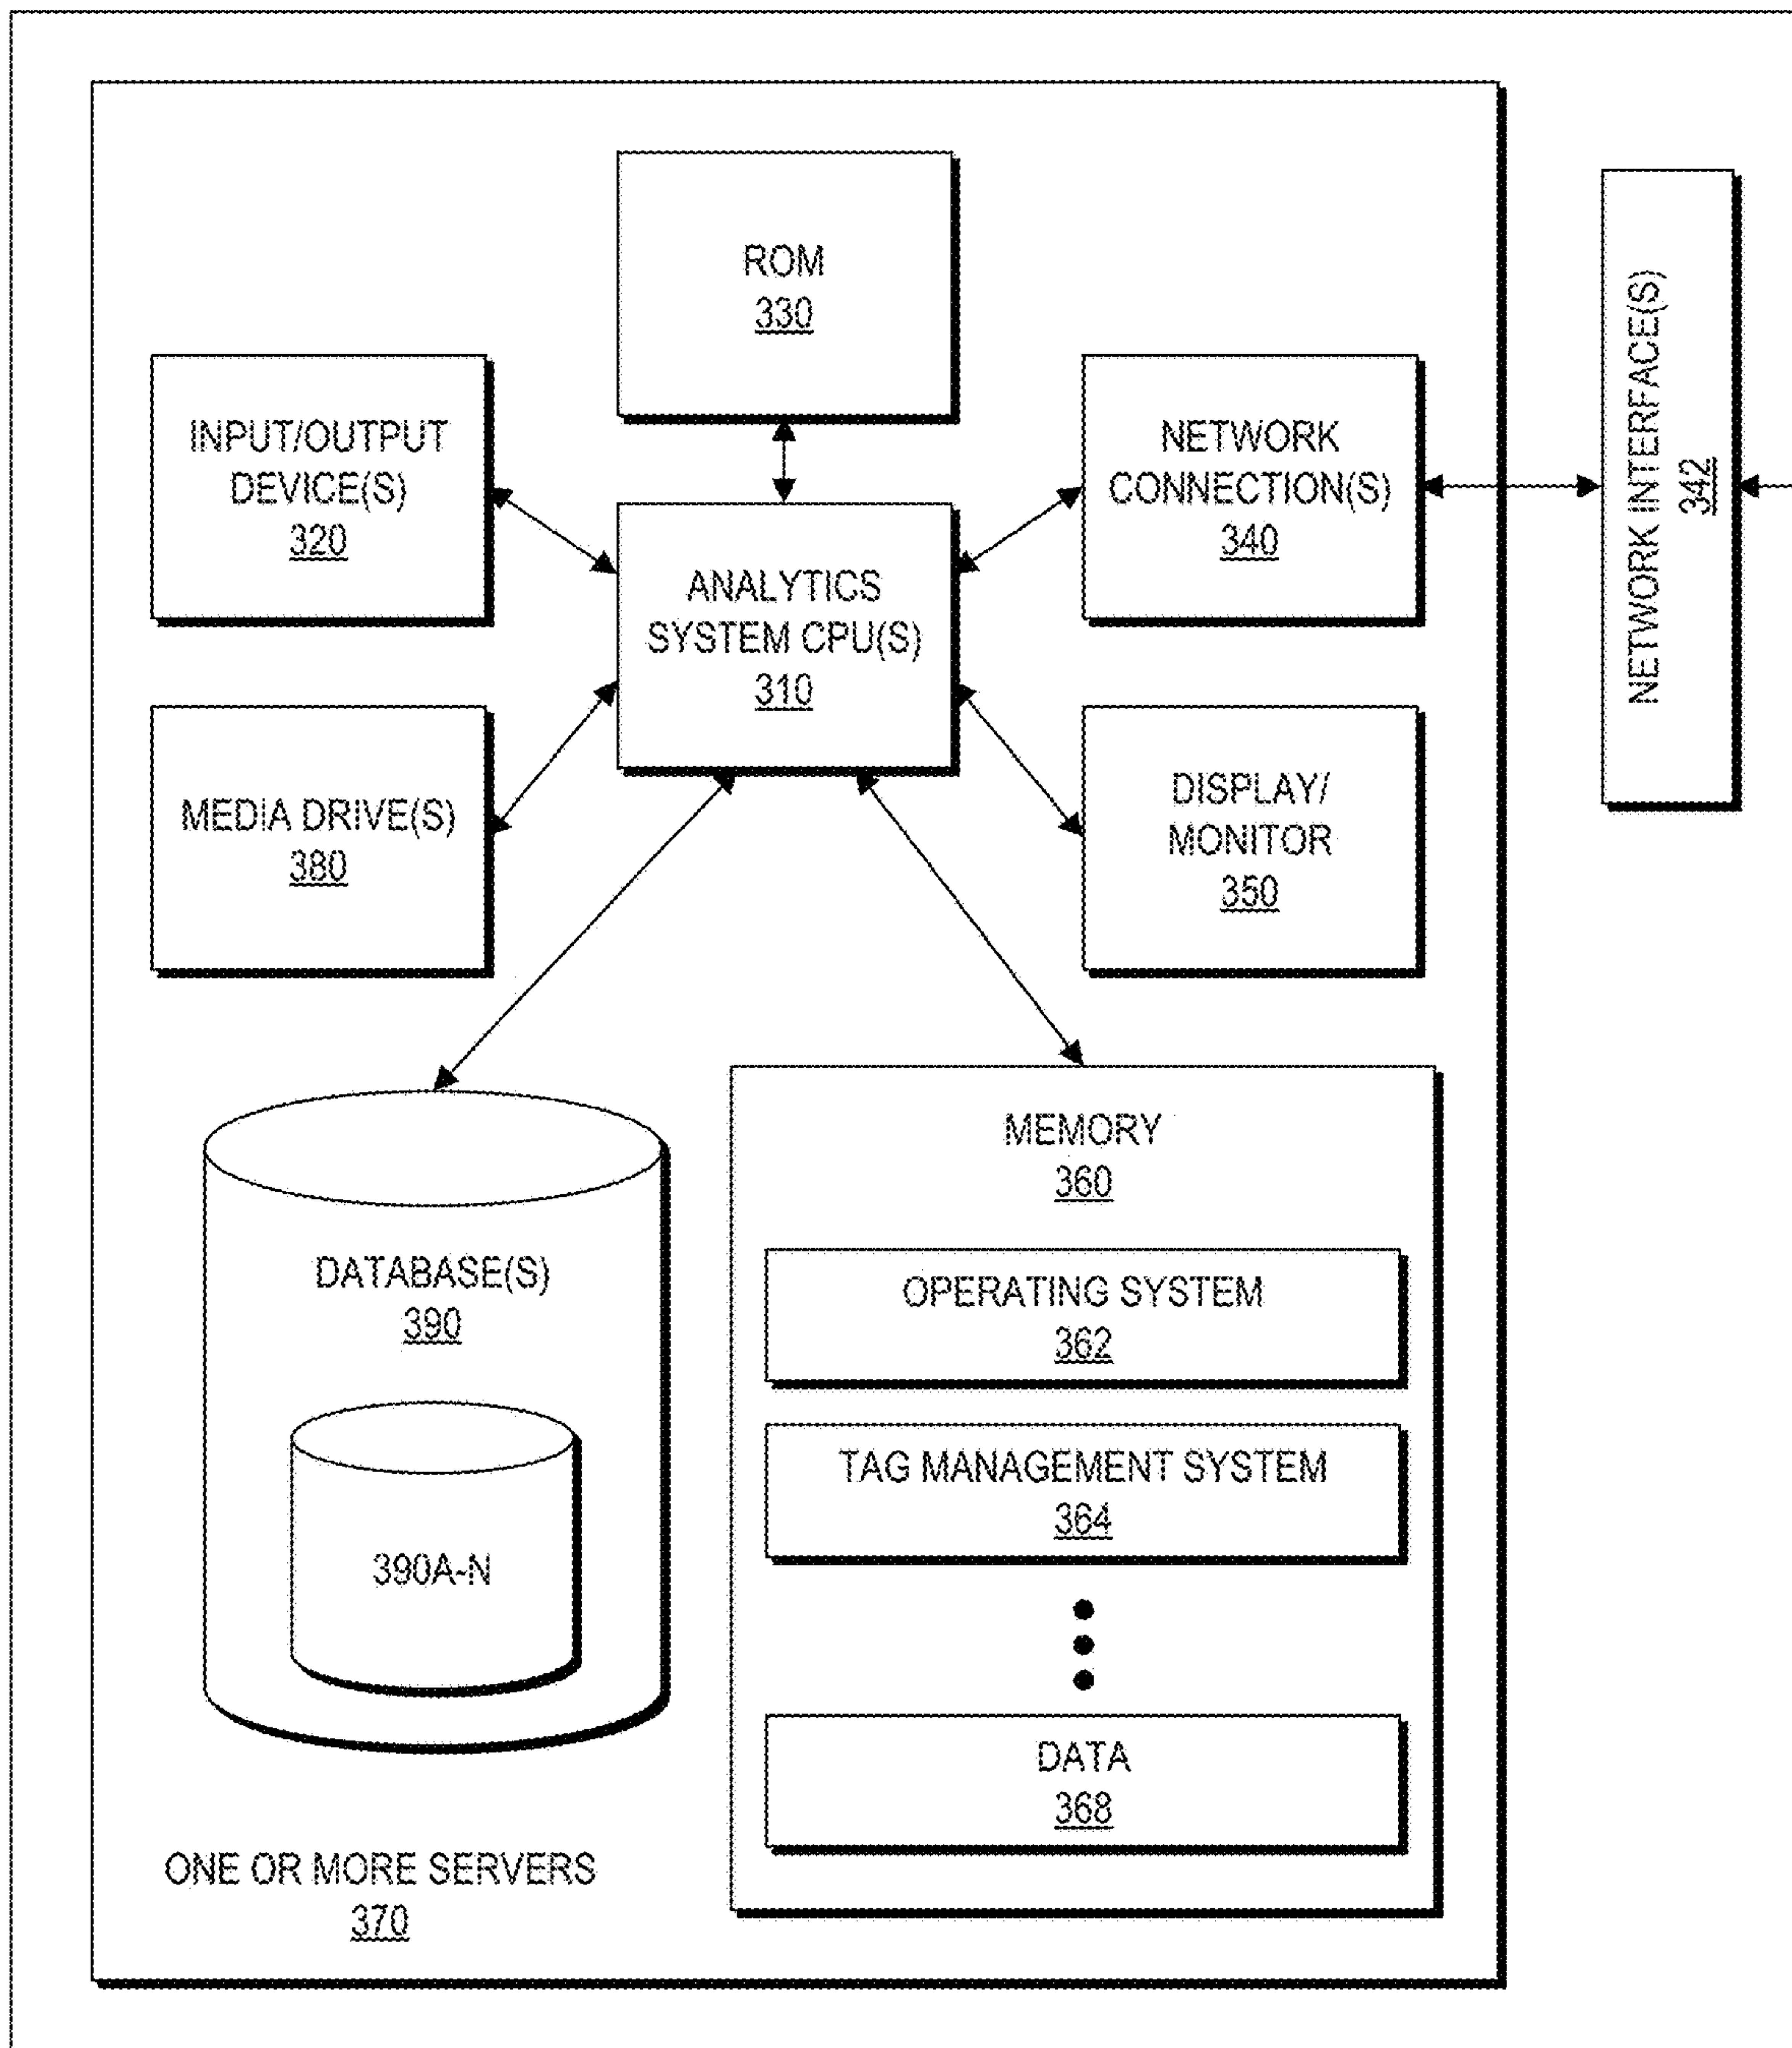 ROM
330
INPUT/OUTPUT
DEVICE(S)
320
NETWORK
CONNECTION(S)
340
NETWORK INTERFACE(S)
342
ANALYTICS
SYSTEM CPU(S)
310
MEDIA DRIVE(S)
380
DISPLAY/
MONITOR
350
DATABASE(S)
390
390A-N
MEMORY
360
OPERATING SYSTEM
362
TAG MANAGEMENT SYSTEM
364
DATA
368
ONE OR MORE SERVERS
370